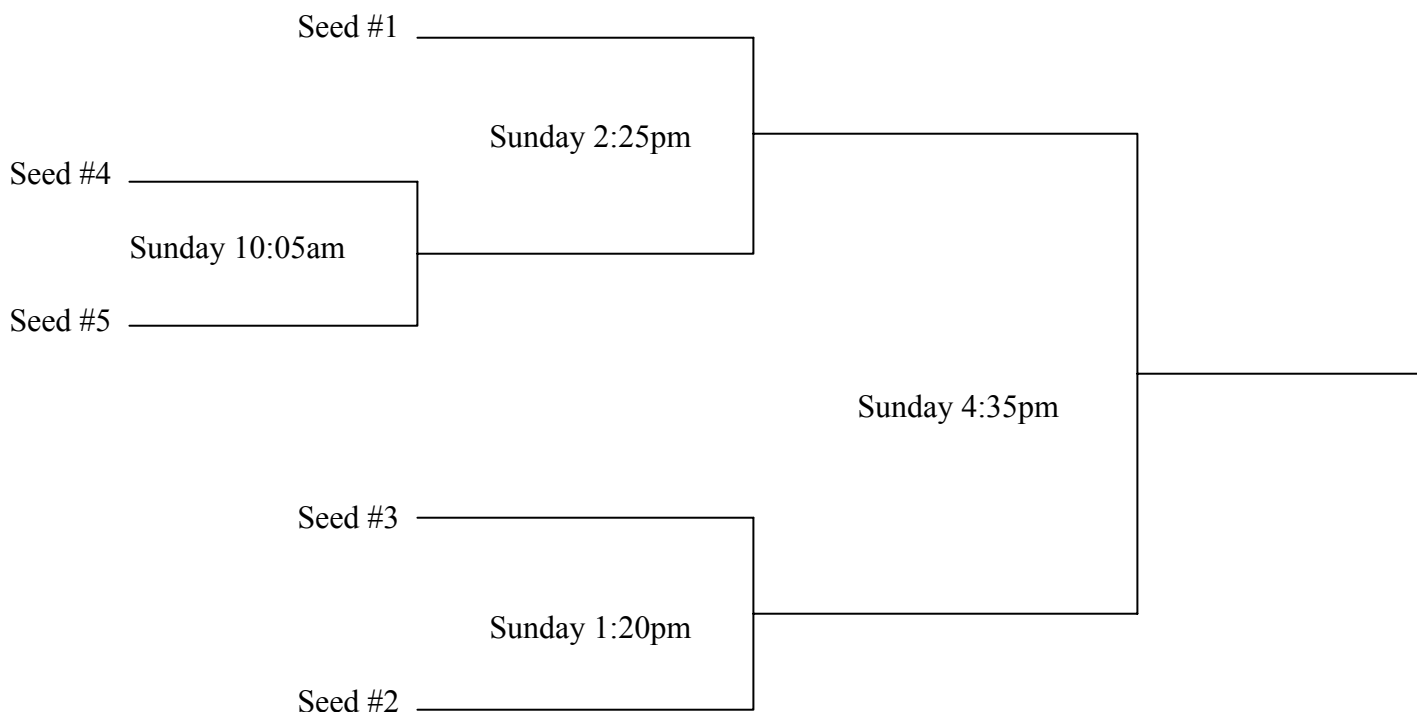 Seed #1
Sunday 2:25pm
Seed #4
Sunday 10:05am
Seed #5
Sunday 4:35pm
Seed #3
Sunday 1:20pm
Seed #2